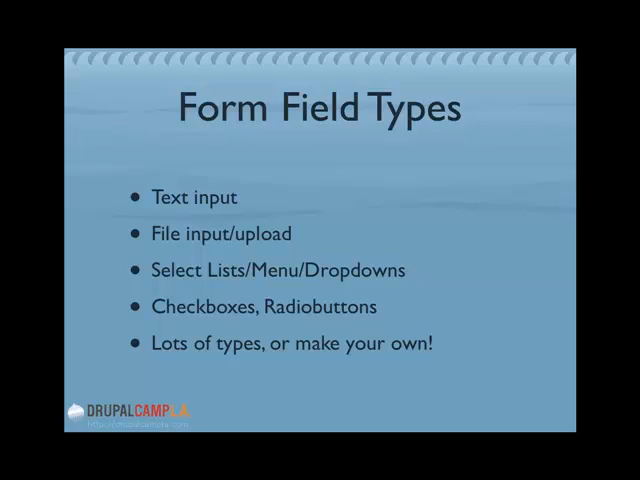 Form Field Types
• Text input
• File input/upload
• Select Lists/Menu/Dropdowns
• Checkboxes, Radiobuttons
• Lots of types, or make your own!
DRUPALCAMPL.A.